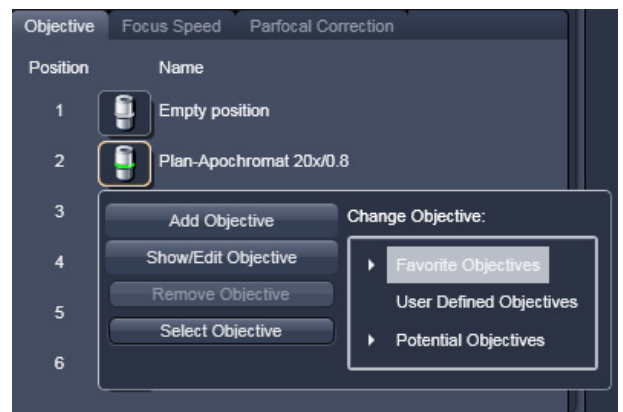 Objective Focus Speed Parfocal Correction
Position Name
1 Empty position
2 Plan-Apochromat 20x/0.8
3
4
5
6
Add Objective
Show/Edit Objective
Remove Objective
Select Objective
Change Objective:
Favorite Objectives
User Defined Objectives
Potential Objectives